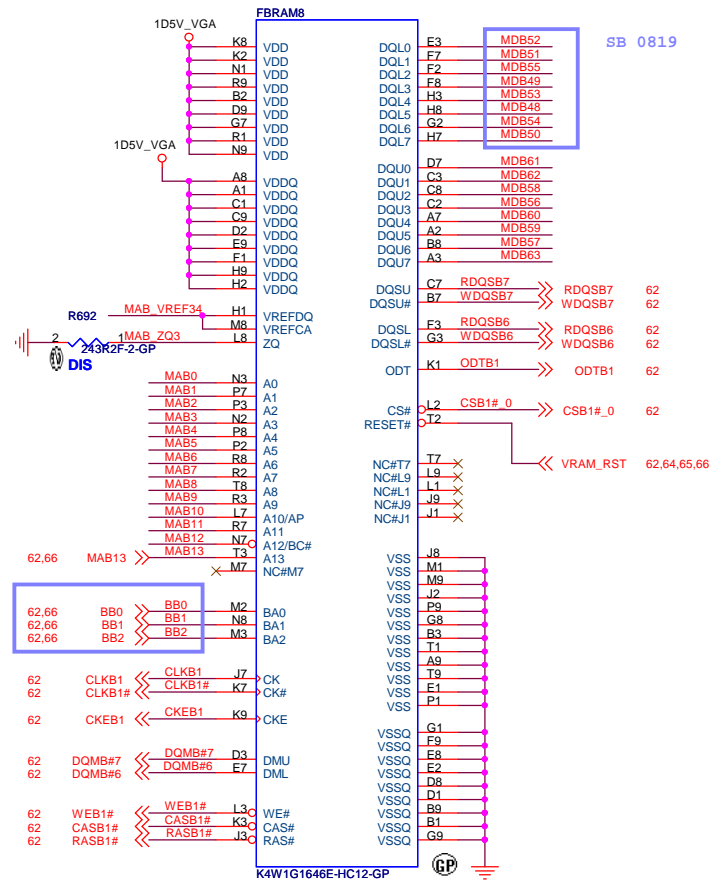 FBRAM8
1D5V_VGA
SB 0819
K8 VDD DQL0 E3 MDB52
K2 VDD DQL1 F7 MDB51
N1 VDD DQL2 F2 MDB55
R9 VDD DQL3 F8 MDB49
B2 VDD DQL4 H3 MDB53
D9 VDD DQL5 H8 MDB48
G7 VDD DQL6 G2 MDB54
R1 VDD DQL7 H7 MDB50
1D5V_VGA N9 VDD
A8 VDDQ DQU0 D7 MDB61
A1 VDDQ DQU1 C3 MDB62
C1 VDDQ DQU2 C8 MDB58
C9 VDDQ DQU3 C2 MDB56
D2 VDDQ DQU4 A7 MDB60
E9 VDDQ DQU5 A2 MDB59
F1 VDDQ DQU6 B8 MDB57
H9 VDDQ DQU7 A3 MDB63
H2 VDDQ
DQSU C7 RDQSB7 RDQSB7 62
DQSU# B7 WDQSB7 WDQSB7 62
R692 MAB_VREF34 H1 VREFDQ
M8 VREFCA DQSL F3 RDQSB6 RDQSB6 62
2 1 MAB_ZQ3 L8 ZQ DQSL# G3 WDQSB6 WDQSB6 62
243R2F-2-GP
DIS
ODT K1 ODTB1 ODTB1 62
MAB0 N3 A0
MAB1 P7 A1
MAB2 P3 A2 CS# L2 CSB1#_0 CSB1#_0 62
MAB3 N2 A3 RESET# T2
MAB4 P8 A4
MAB5 P2 A5
MAB6 R8 A6 NC#T7 T7 VRAM_RST 62,64,65,66
MAB7 R2 A7 NC#L9 L9
MAB8 T8 A8 NC#L1 L1
MAB9 R3 A9 NC#J9 J9
MAB10 L7 A10/AP NC#J1 J1
MAB11 R7 A11
MAB12 N7 A12/BC#
62,66 MAB13 MAB13 T3 A13 VSS J8
M7 NC#M7 VSS M1
VSS M9
VSS J2
62,66 BB0 BB0 M2 BA0 VSS P9
62,66 BB1 BB1 N8 BA1 VSS G8
62,66 BB2 BB2 M3 BA2 VSS B3
VSS T1
VSS A9
62 CLKB1 CLKB1 J7 CK VSS T9
62 CLKB1# CLKB1# K7 CK# VSS E1
VSS P1
62 CKEB1 CKEB1 K9 CKE
VSSQ G1
VSSQ F9
62 DQMB#7 DQMB#7 D3 DMU VSSQ E8
62 DQMB#6 DQMB#6 E7 DML VSSQ E2
VSSQ D8
VSSQ D1
62 WEB1# WEB1# L3 WE# VSSQ B9
62 CASB1# CASB1# K3 CAS# VSSQ B1
62 RASB1# RASB1# J3 RAS# VSSQ G9
GP
K4W1G1646E-HC12-GP